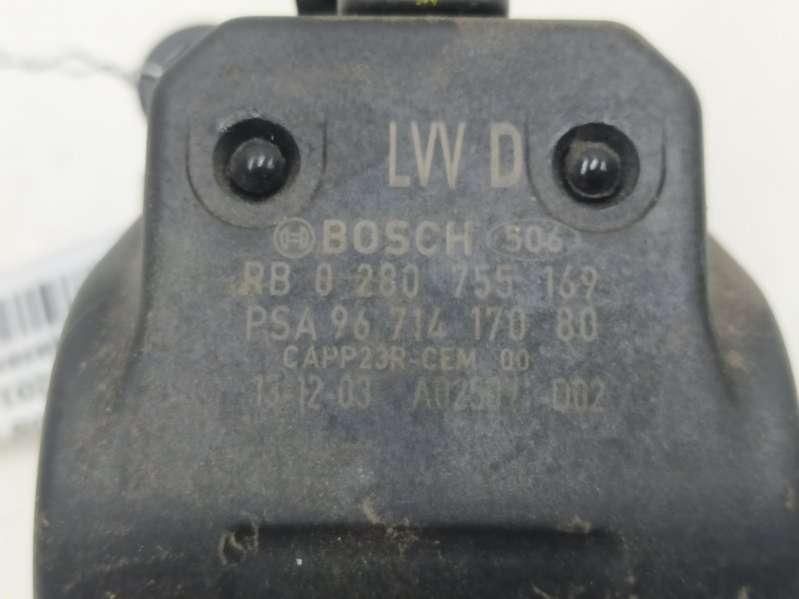 LVV D
BOSCH 506
RB 0 280 755 169
PSA 96 714 170 80
CAPP23R-CEM 00
13-12-03 D02